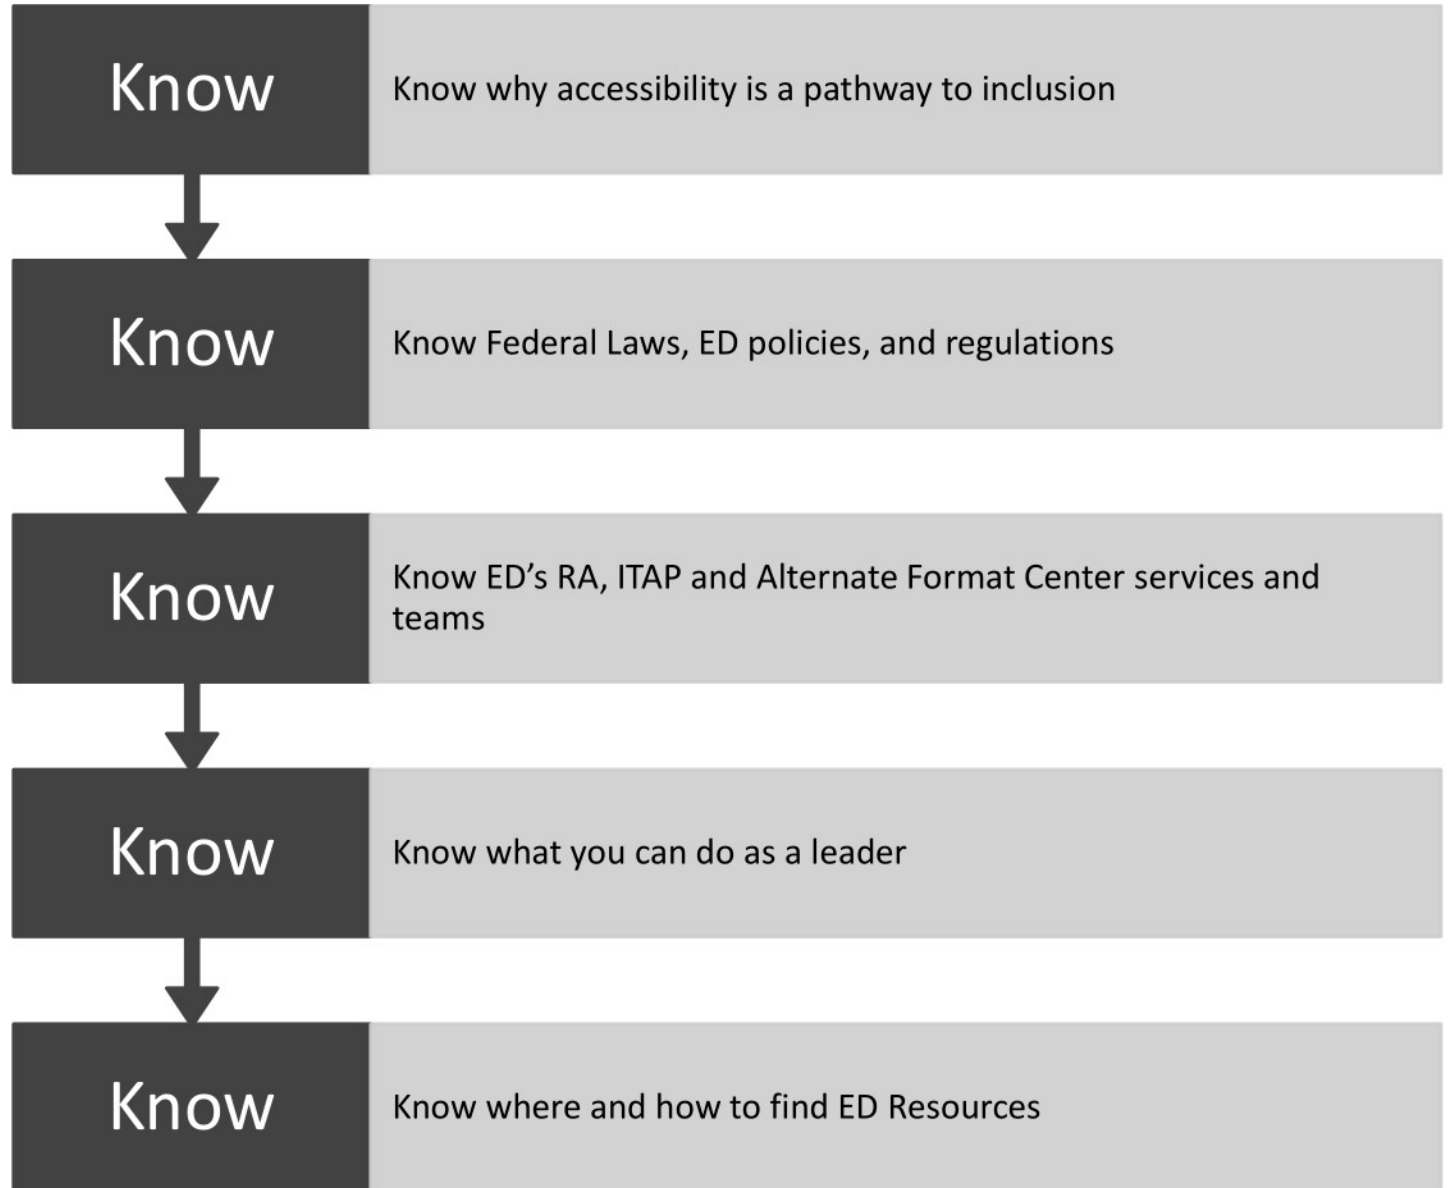 Know
Know why accessibility is a pathway to inclusion
Know
Know Federal Laws, ED policies, and regulations
Know
Know ED’s RA, ITAP and Alternate Format Center services and
teams
Know
Know what you can do as a leader
Know
Know where and how to find ED Resources